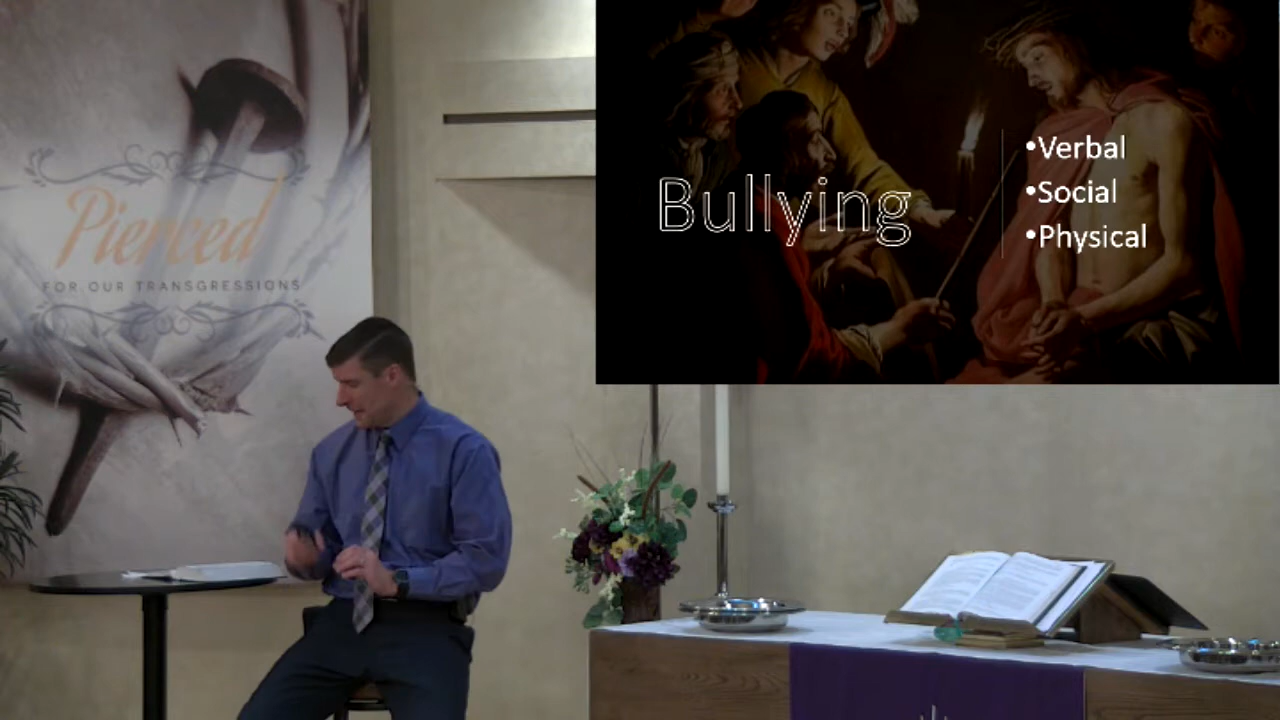 Pierced
FOR OUR TRANSGRESSIONS
Bullying
•Verbal
•Social
•Physical